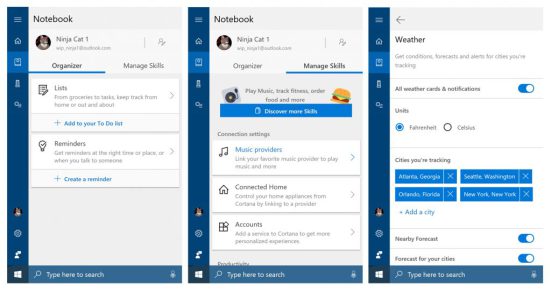 Notebook
Ninja Cat 1
wip_ninja1@outlook.com
Organizer
Manage Skills
Lists
From groceries to tasks, keep track from
home or out and about
+ Add to your To Do list
Reminders
Get reminders at the right time or place, or
when you talk to someone
+ Create a reminder
Type here to search
Notebook
Ninja Cat 1
wip_ninja1@outlook.com
Organizer
Manage Skills
Play Music, track fitness, order
food and more
Discover more Skills
Connection settings
Music providers
Link your favorite music provider to play
music and more
Connected Home
Control your home appliances from
Cortana by linking to a provider
Accounts
Add a service to Cortana to get more
personalized experiences.
Productivity
Type here to search
Weather
Get conditions, forecasts and alerts for cities you're
tracking
All weather cards & notifications
Units
Fahrenheit
Celsius
Cities you're tracking
Atlanta, Georgia
Seattle, Washington
Orlando, Florida
New York, New York
+ Add a city
Nearby Forecast
Forecast for your cities
Type here to search